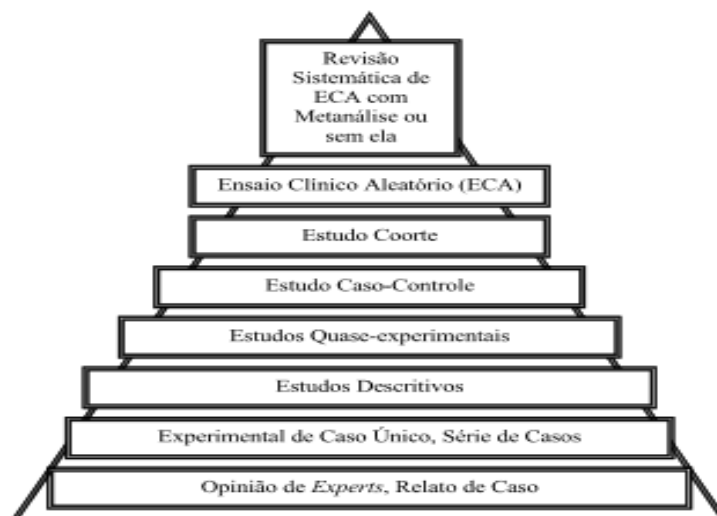 Revisão
Sistemática de
ECA com
Metanálise ou
sem ela
Ensaio Clínico Aleatório (ECA)
Estudo Coorte
Estudo Caso-Controle
Estudos Quase-experimentais
Estudos Descritivos
Experimental de Caso Único, Série de Casos
Opinião de Experts, Relato de Caso